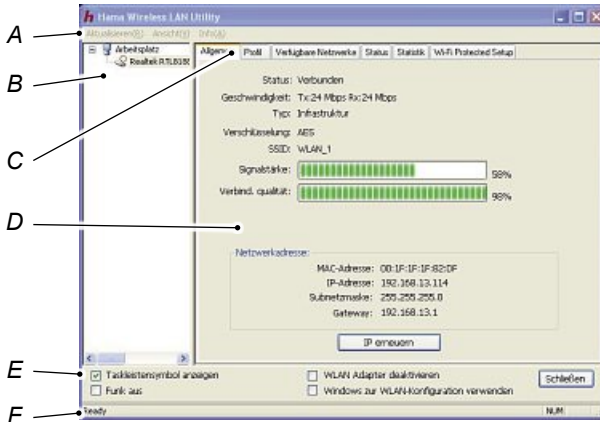 Hama Wireless LAN Utility
A
Aktualisieren(R) Ansicht(V) Info(A)
Arbeitsplatz
Realtek RTL8188
Allgemein Profil Verfügbare Netzwerke Status Statistik Wi-Fi Protected Setup
B
Status: Verbunden
Geschwindigkeit: Tx:24 Mbps Rx:24 Mbps
Typ: Infrastruktur
Verschlüsselung: AES
SSID: WLAN_1
C
Signalstärke: 58%
Verbind. qualität: 98%
D
Netzwerkadresse:
MAC-Adresse: 00:1F:1F:1F:82:DF
IP-Adresse: 192.168.13.114
Subnetzmaske: 255.255.255.0
Gateway: 192.168.13.1
IP erneuern
E
Taskleistensymbol anzeigen WLAN Adapter deaktivieren
Schließen
Funk aus Windows zur WLAN-Konfiguration verwenden
F
Ready NUM